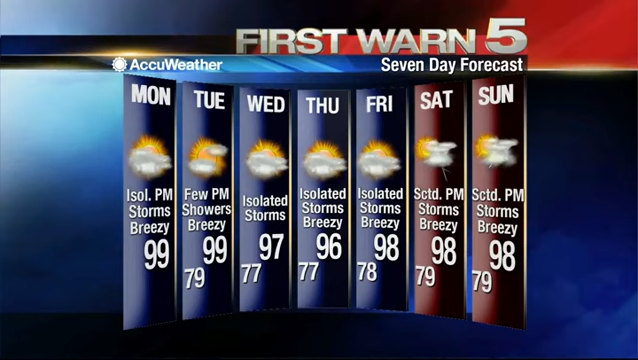 FIRST WARN 5
AccuWeather
Seven Day Forecast
MON
Isol. PM
Storms
Breezy
99
TUE
Few PM
Showers
Breezy
99
79
WED
Isolated
Storms
97
77
THU
Isolated
Storms
Breezy
96
77
FRI
Isolated
Storms
Breezy
98
78
SAT
Sctd. PM
Storms
Breezy
98
79
SUN
Sctd. PM
Storms
Breezy
98
79